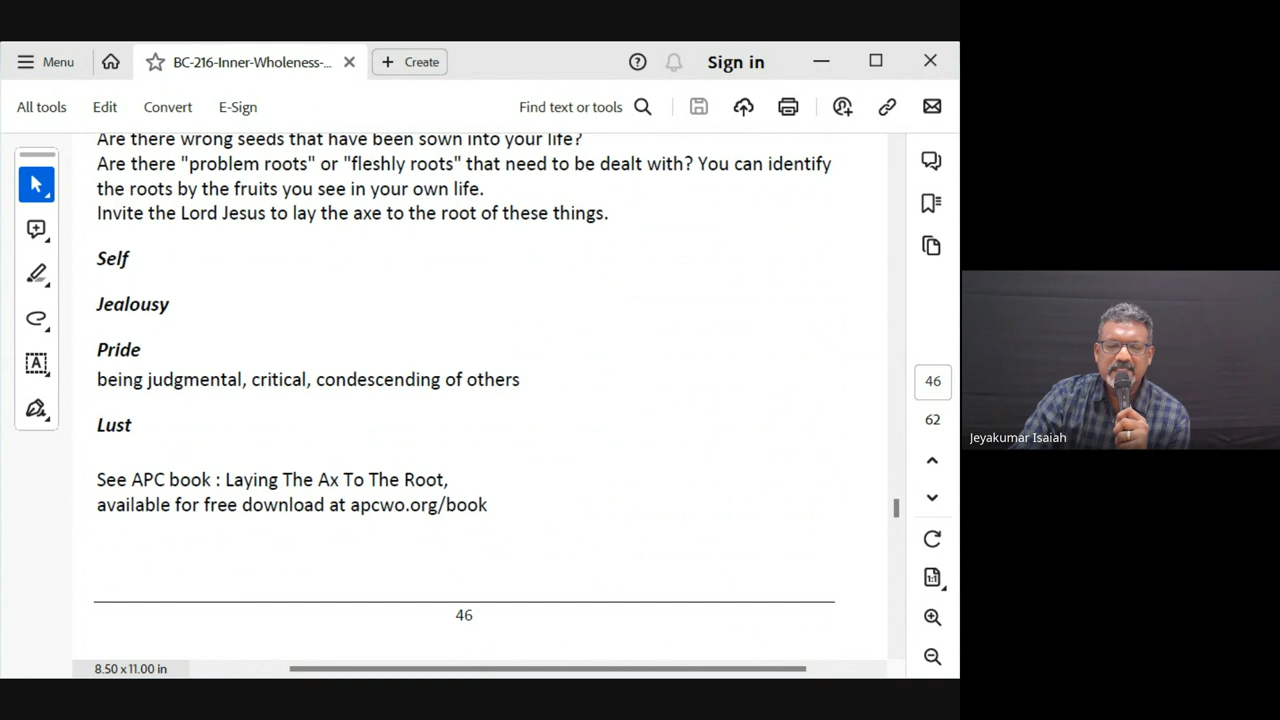 Menu
BC-216-Inner-Wholeness-...
Create
Sign in
All tools
Edit
Convert
E-Sign
Find text or tools
Are there wrong seeds that have been sown into your life?
Are there "problem roots" or "fleshly roots" that need to be dealt with? You can identify
the roots by the fruits you see in your own life.
Invite the Lord Jesus to lay the axe to the root of these things.
Self
Jealousy
Pride
being judgmental, critical, condescending of others
Lust
See APC book : Laying The Ax To The Root,
available for free download at apcwo.org/book
46
8.50 x 11.00 in
46
62
1:1
Jeyakumar Isaiah